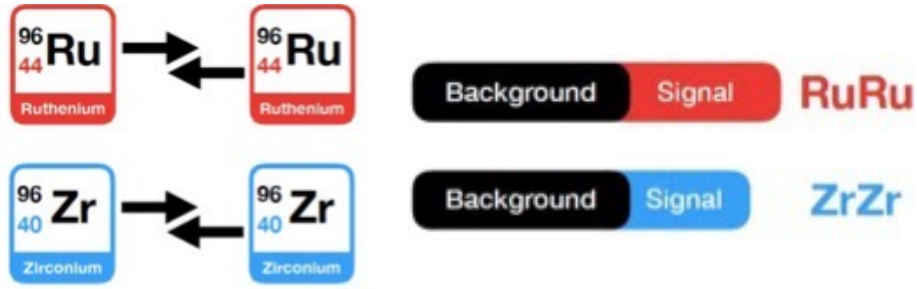 96
44 Ru
Ruthenium
96
44 Ru
Ruthenium
Background Signal RuRu
96
40 Zr
Zirconium
96
40 Zr
Zirconium
Background Signal ZrZr